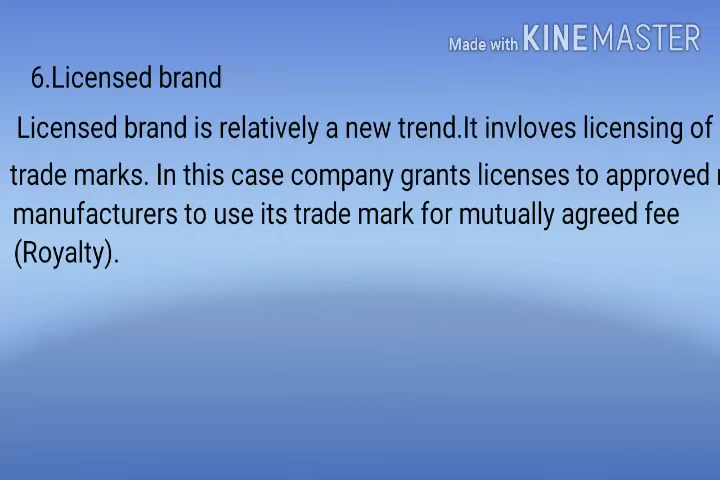 Made with KINEMASTER
6.Licensed brand
Licensed brand is relatively a new trend.It invloves licensing of
trade marks. In this case company grants licenses to approved
manufacturers to use its trade mark for mutually agreed fee
(Royalty).